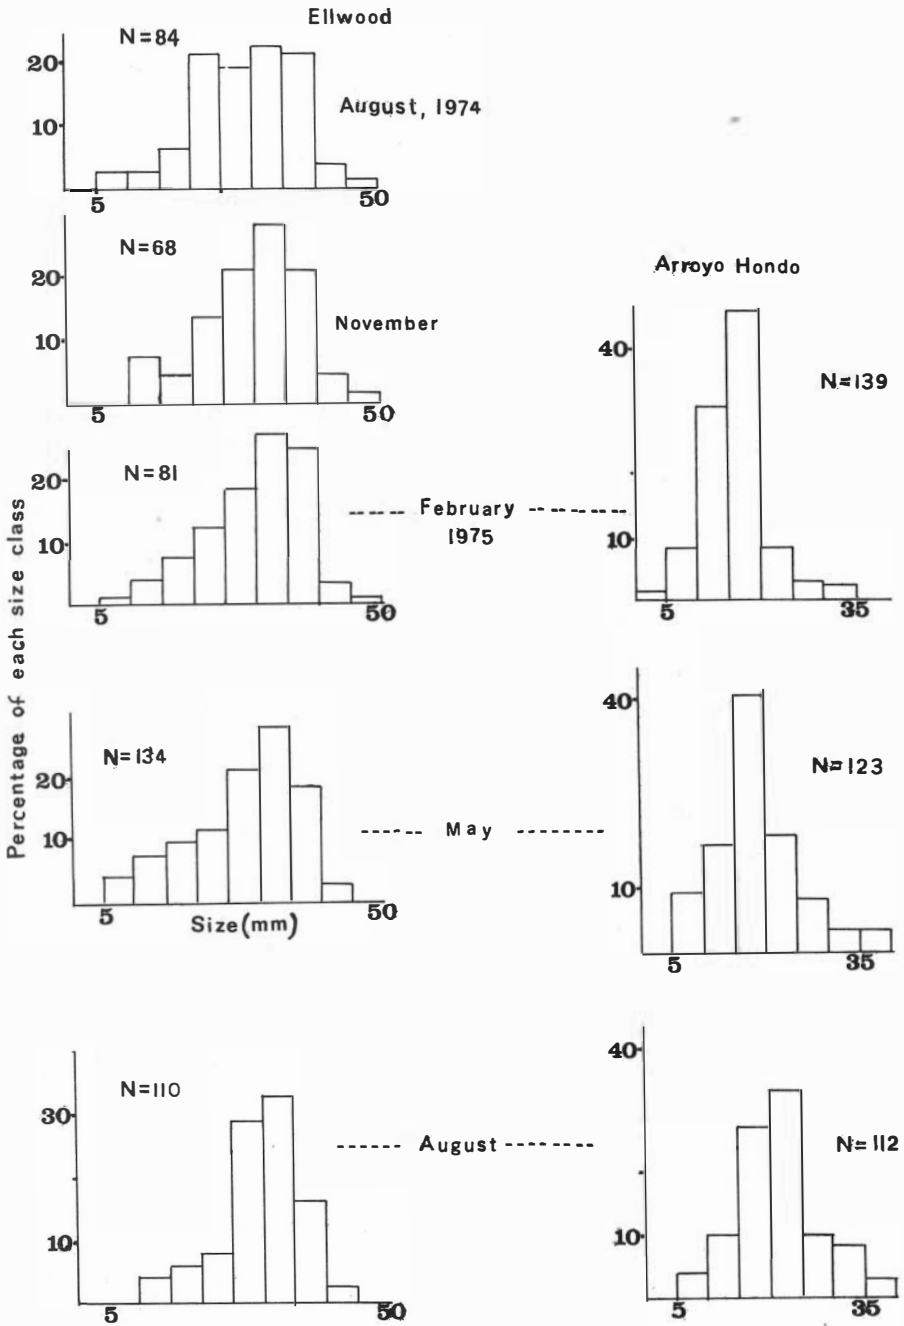 Ellwood
N=84
20
10
August, 1974
5
50
N=68
20
10
November
5
50
Arroyo Hondo
40
10
N=139
5
35
N=81
20
10
5
50
February
1975
Percentage of each size class
N=134
20
10
5
50
Size(mm)
May
40
10
N=123
5
35
N=110
30
10
5
50
August
40
10
N=112
5
35